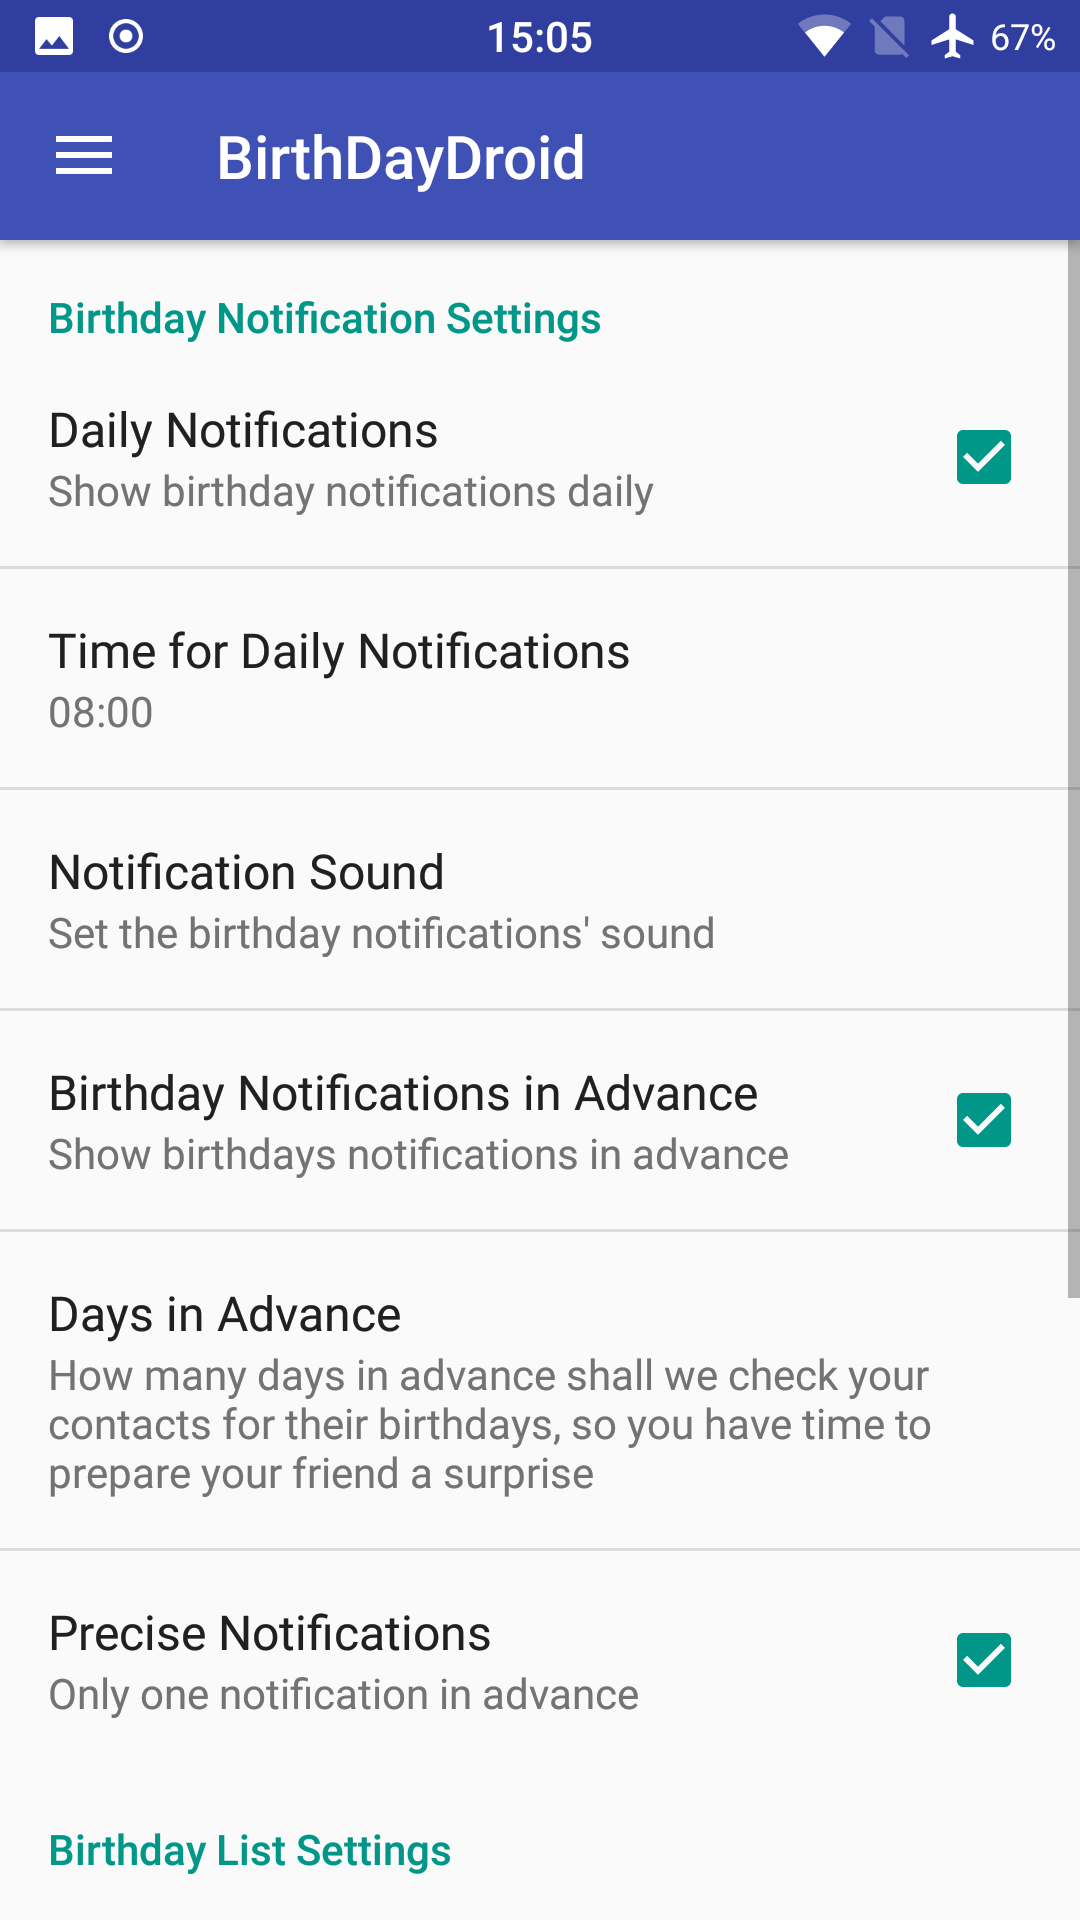 15:05
67%
BirthDayDroid
Birthday Notification Settings
Daily Notifications
Show birthday notifications daily
Time for Daily Notifications
08:00
Notification Sound
Set the birthday notifications' sound
Birthday Notifications in Advance
Show birthdays notifications in advance
Days in Advance
How many days in advance shall we check your
contacts for their birthdays, so you have time to
prepare your friend a surprise
Precise Notifications
Only one notification in advance
Birthday List Settings